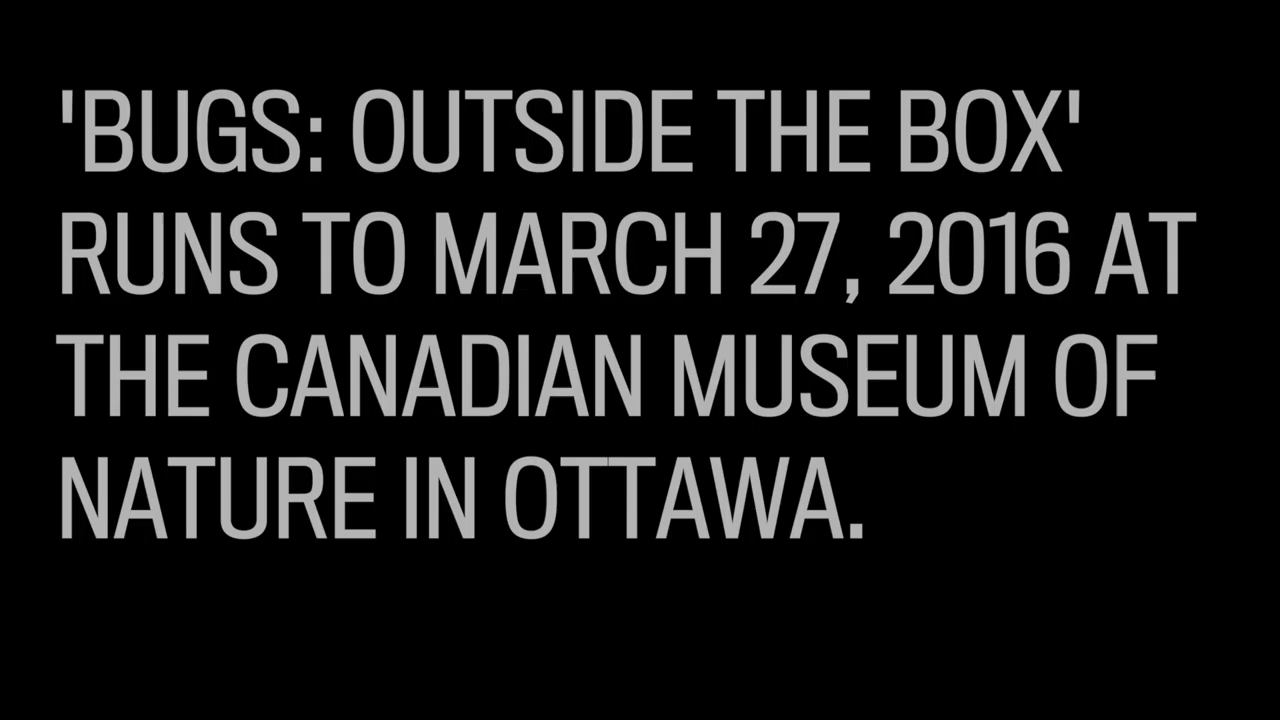 'BUGS: OUTSIDE THE BOX'
RUNS TO MARCH 27, 2016 AT
THE CANADIAN MUSEUM OF
NATURE IN OTTAWA.